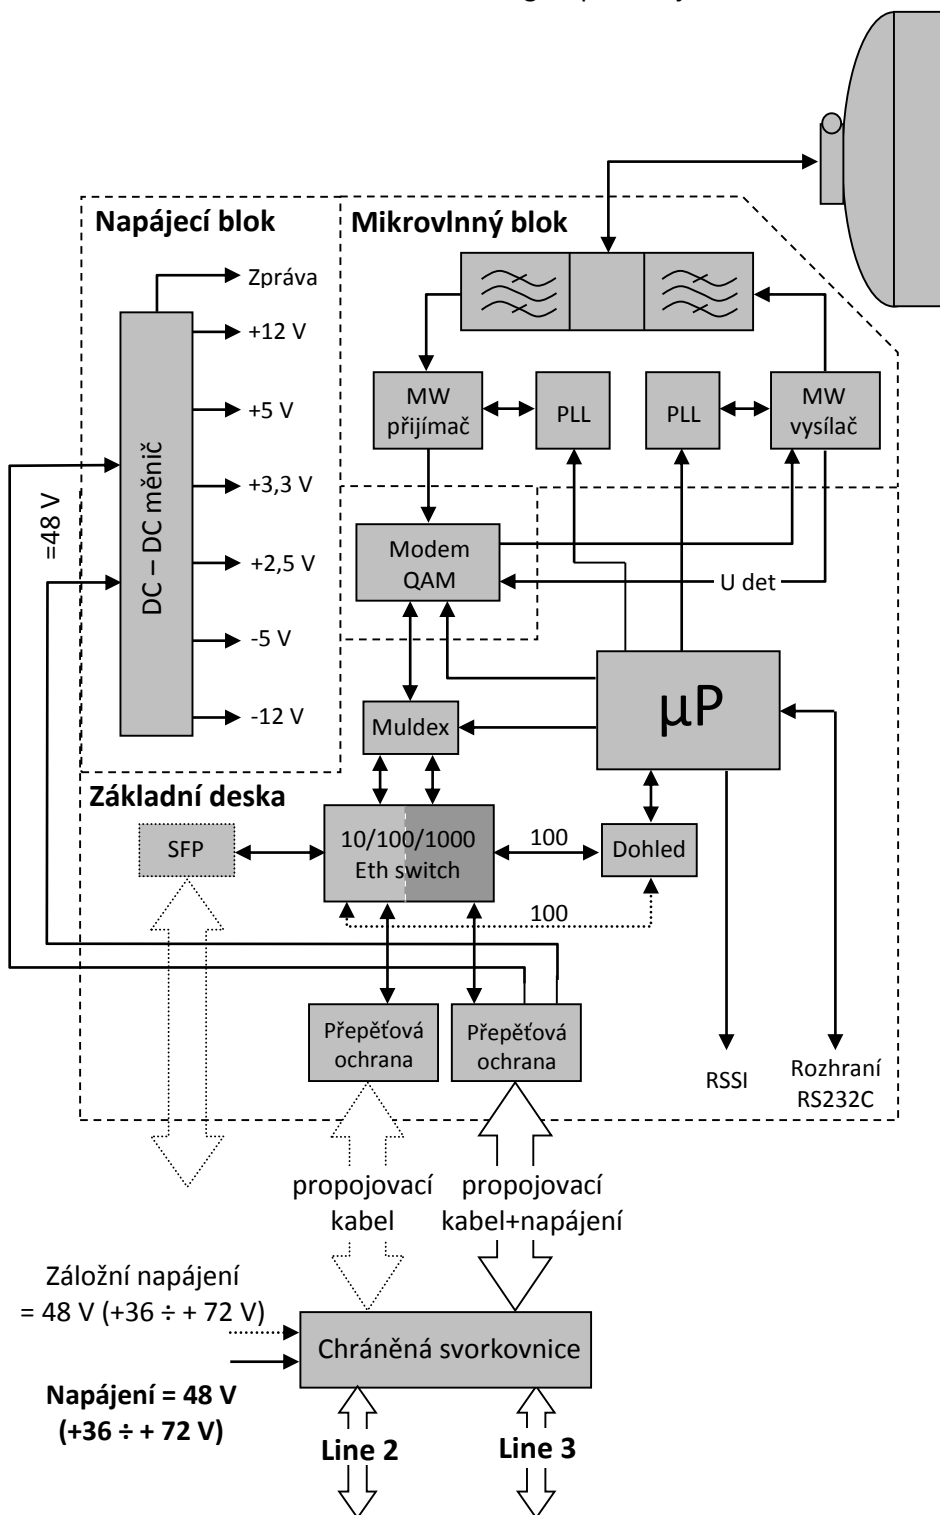 Napájecí blok
Mikrovlnný blok
Zpráva
+12 V
+5 V
+3,3 V
+2,5 V
-5 V
-12 V
DC – DC měnič
=48 V
MW
přijímač
PLL
PLL
MW
vysílač
Modem
QAM
U det
µP
Muldex
Základní deska
SFP
10/100/1000
Eth switch
100
Dohled
100
Přepěťová
ochrana
Přepěťová
ochrana
RSSI
Rozhraní
RS232C
propojovací
kabel
propojovací
kabel+napájení
Záložní napájení
= 48 V (+36 ÷ + 72 V)
Chráněná svorkovnice
Napájení = 48 V
(+36 ÷ + 72 V)
Line 2
Line 3